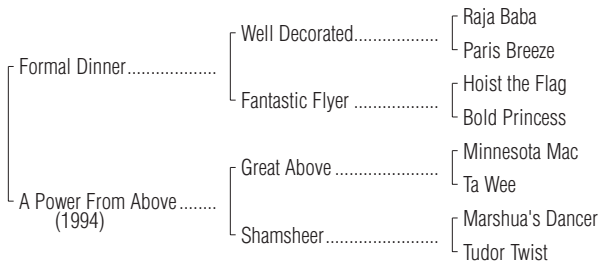 Raja Baba
Well Decorated...................
Paris Breeze
Formal Dinner....................
Hoist the Flag
Fantastic Flyer ...................
Bold Princess
Minnesota Mac
Great Above .......................
Ta Wee
A Power From Above ........
(1994)
Marshua's Dancer
Shamsheer.........................
Tudor Twist